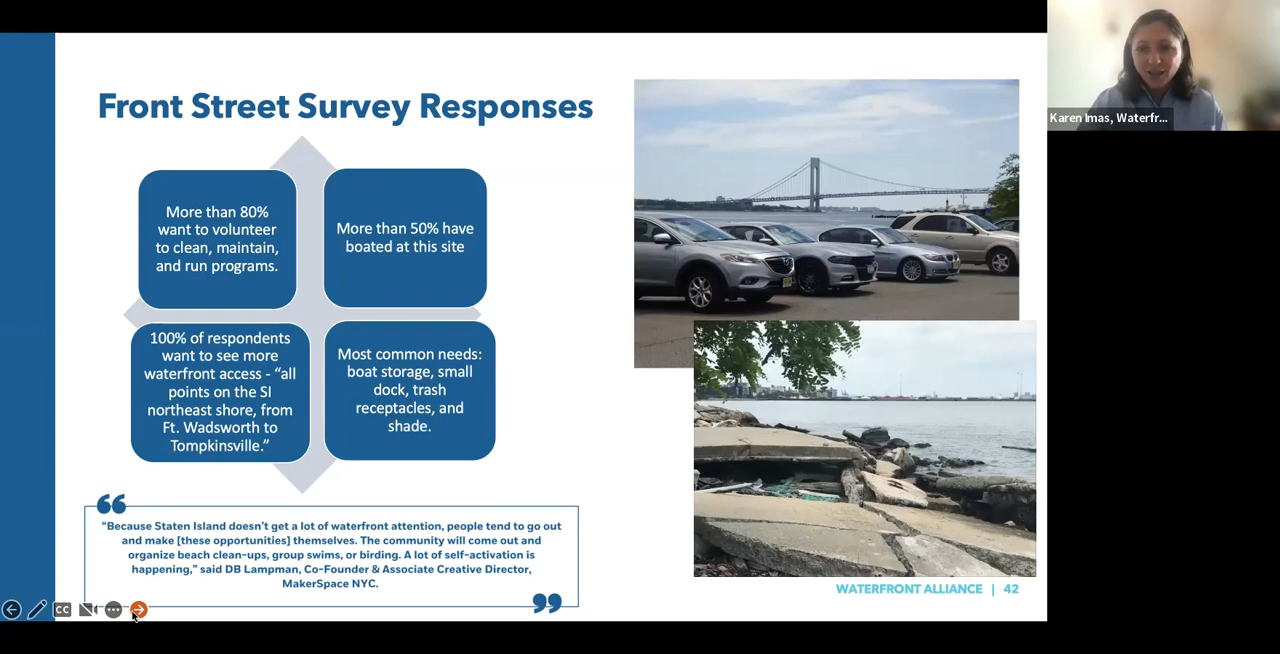 Front Street Survey Responses
More than 80%
want to volunteer
to clean, maintain,
and run programs.
More than 50% have
boated at this site
100% of respondents
want to see more
waterfront access - “all
points on the SI
northeast shore, from
Ft. Wadsworth to
Tompkinsville.”
Most common needs:
boat storage, small
dock, trash
receptacles, and
shade.
"Because Staten Island doesn’t get a lot of waterfront attention, people tend to go out
and make [these opportunities] themselves. The community will come out and
organize beach clean-ups, group swims, or birding. A lot of self-activation is
happening," said DB Lampman, Co-Founder & Associate Creative Director,
MakerSpace NYC.
WATERFRONT ALLIANCE | 42
CC
Karen Imas, Waterfr...